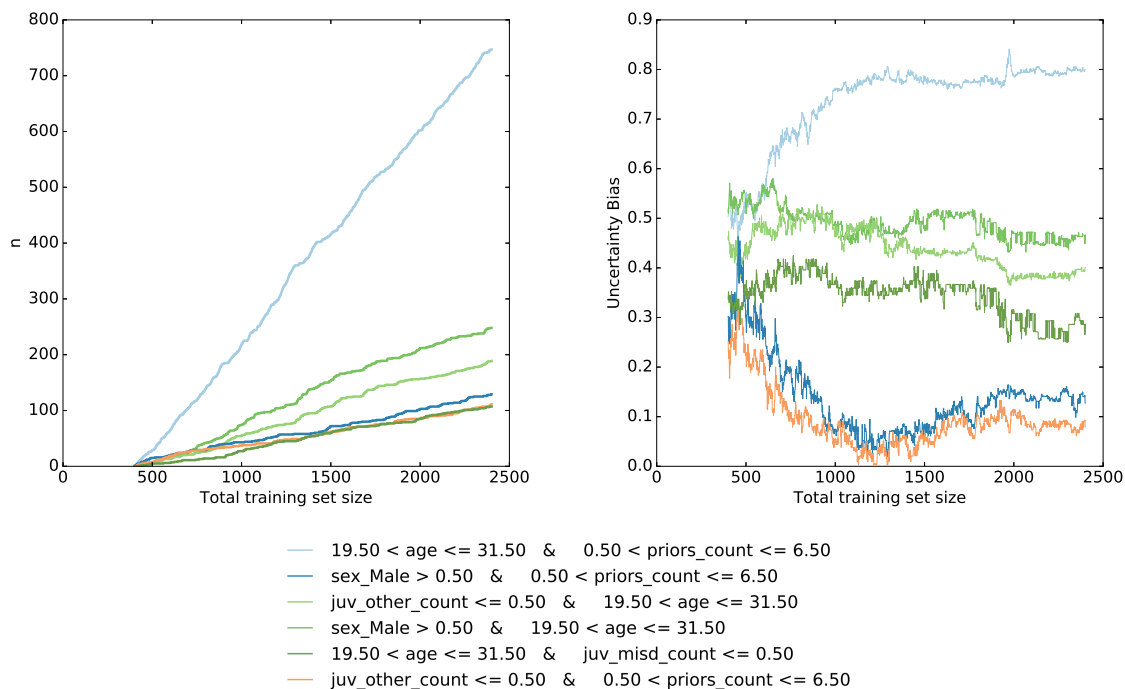 800
700
600
500
400
300
200
100
0
n
0 500 1000 1500 2000 2500
Total training set size
0.9
0.8
0.7
0.6
0.5
0.4
0.3
0.2
0.1
0.0
Uncertainty Bias
0 500 1000 1500 2000 2500
Total training set size
19.50 < age <= 31.50 & 0.50 < priors_count <= 6.50
sex_Male > 0.50 & 0.50 < priors_count <= 6.50
juv_other_count <= 0.50 & 19.50 < age <= 31.50
sex_Male > 0.50 & 19.50 < age <= 31.50
19.50 < age <= 31.50 & juv_misd_count <= 0.50
juv_other_count <= 0.50 & 0.50 < priors_count <= 6.50